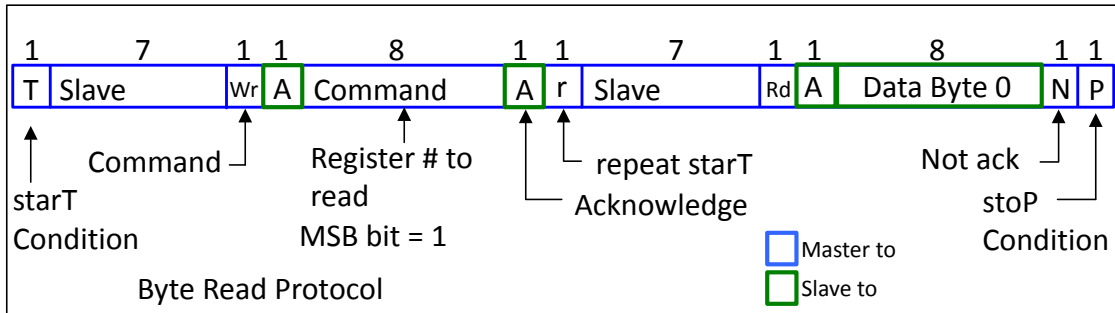 1 7 1 1 8 1 1 7 1 1 8 1 1
T Slave Wr A Command A r Slave Rd A Data Byte 0 N P
Command
Register # to
read
MSB bit = 1
repeat starT
Acknowledge
Not ack
starT
Condition
stoP
Condition
Master to
Slave to
Byte Read Protocol